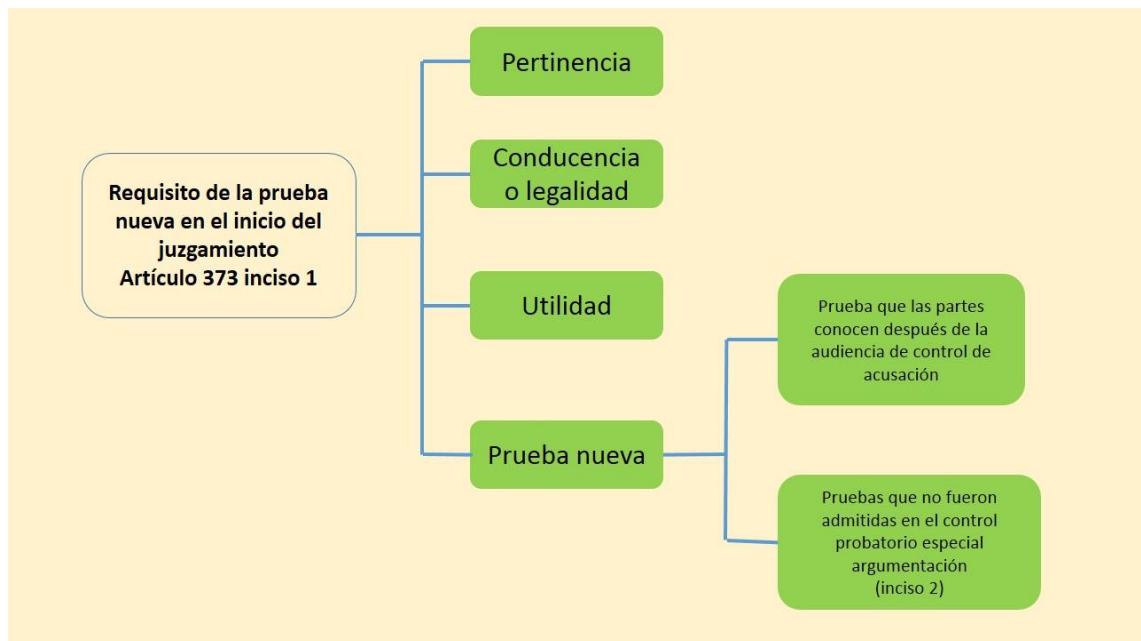 Pertinencia
Conducencia
o legalidad
Requisito de la prueba
nueva en el inicio del
juzgamiento
Artículo 373 inciso 1
Utilidad
Prueba nueva
Prueba que las partes
conocen después de la
audiencia de control de
acusación
Pruebas que no fueron
admitidas en el control
probatorio especial
argumentación
(inciso 2)